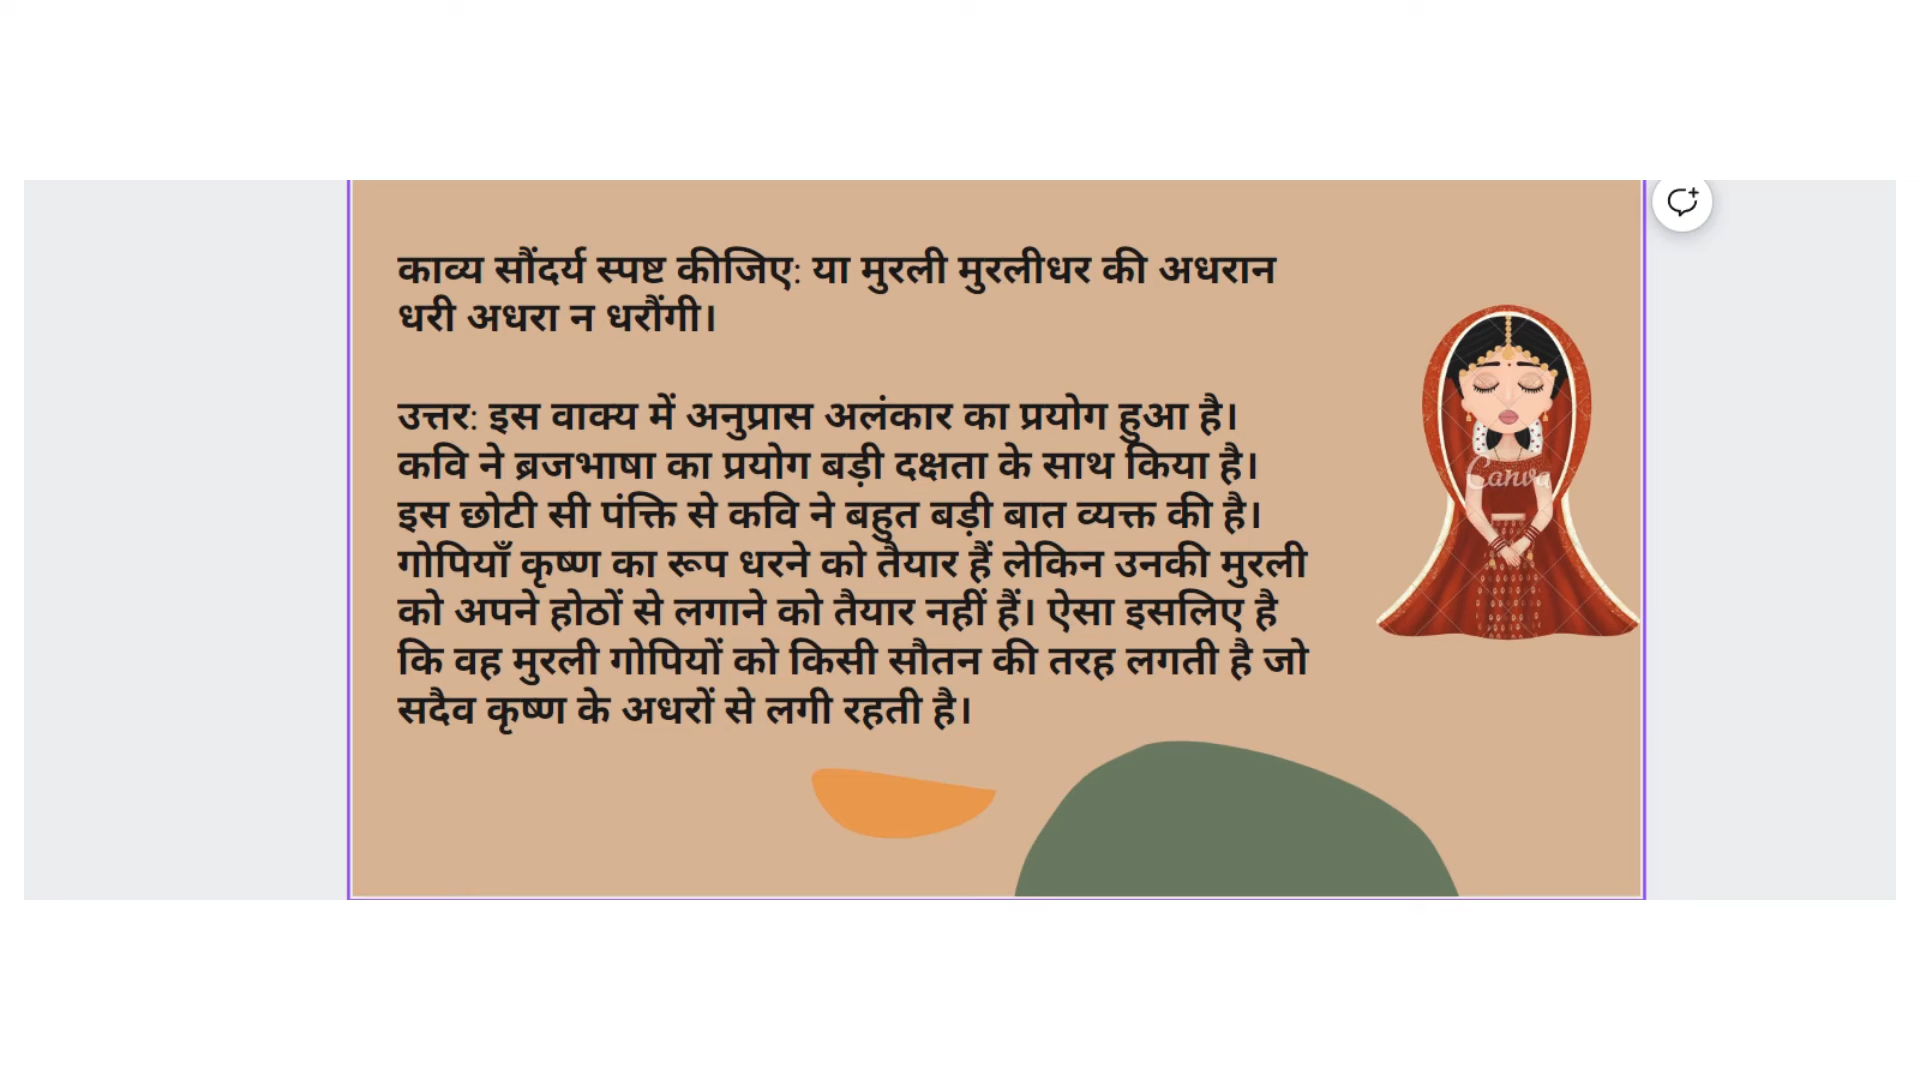 काव्य सौंदर्य स्पष्ट कीजिए: या मुरली मुरलीधर की अधरान
धरी अधरा न धरौंगी।
उत्तर: इस वाक्य में अनुप्रास अलंकार का प्रयोग हुआ है।
कवि ने ब्रजभाषा का प्रयोग बड़ी दक्षता के साथ किया है।
इस छोटी सी पंक्ति से कवि ने बहुत बड़ी बात व्यक्त की है।
गोपियाँ कृष्ण का रूप धरने को तैयार हैं लेकिन उनकी मुरली
को अपने होठों से लगाने को तैयार नहीं हैं। ऐसा इसलिए है
कि वह मुरली गोपियों को किसी सौतन की तरह लगती है जो
सदैव कृष्ण के अधरों से लगी रहती है।
Canva